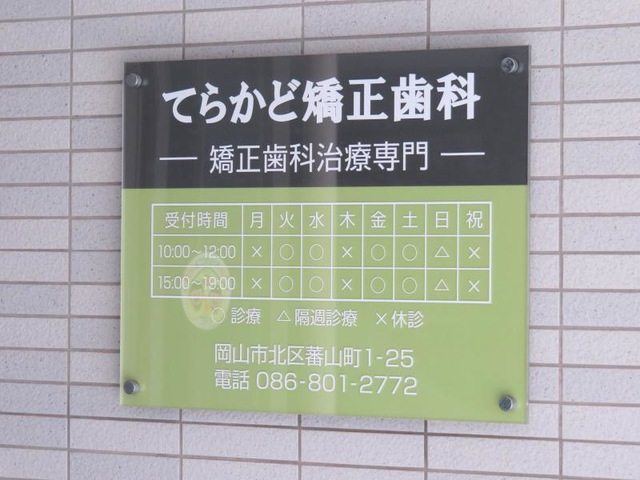 てらかど矯正歯科
― 矯正歯科治療専門 ―
受付時間 月 火 水 木 金 土 日 祝
10:00～12:00 × ○ ○ × ○ ○ △ ×
15:00～19:00 × ○ ○ × ○ ○ △ ×
○診療 △隔週診療 ×休診
岡山市北区蕃山町1-25
電話 086-801-2772